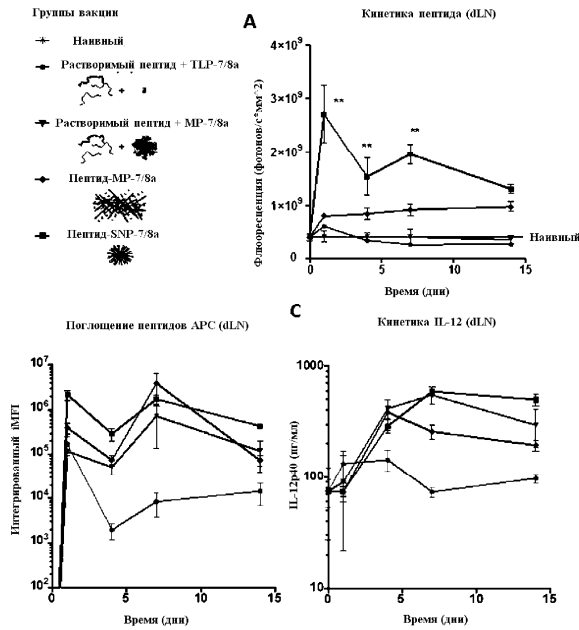 Группы вакции
Наивный
Растворимый пептид + TLP-7/8a
+
Растворимый пептид + MP-7/8a
+
Пептид-MP-7/8a
Пептид-SNP-7/8a
A
Кинетика пептида (dLN)
Флюоресценция (фотонов/с*мм^2)
4×10⁹
3×10⁹
2×10⁹
1×10⁹
0
**
**
**
Наивный
0 5 10 15
Время (дни)
Поглощение пептидов APC (dLN)
Интегрированный iMFI
10⁷
10⁶
10⁵
10⁴
10³
10²
0 5 10 15
Время (дни)
C
Кинетика IL-12 (dLN)
IL-12p40 (пг/мл)
1000
100
10
0 5 10 15
Время (дни)